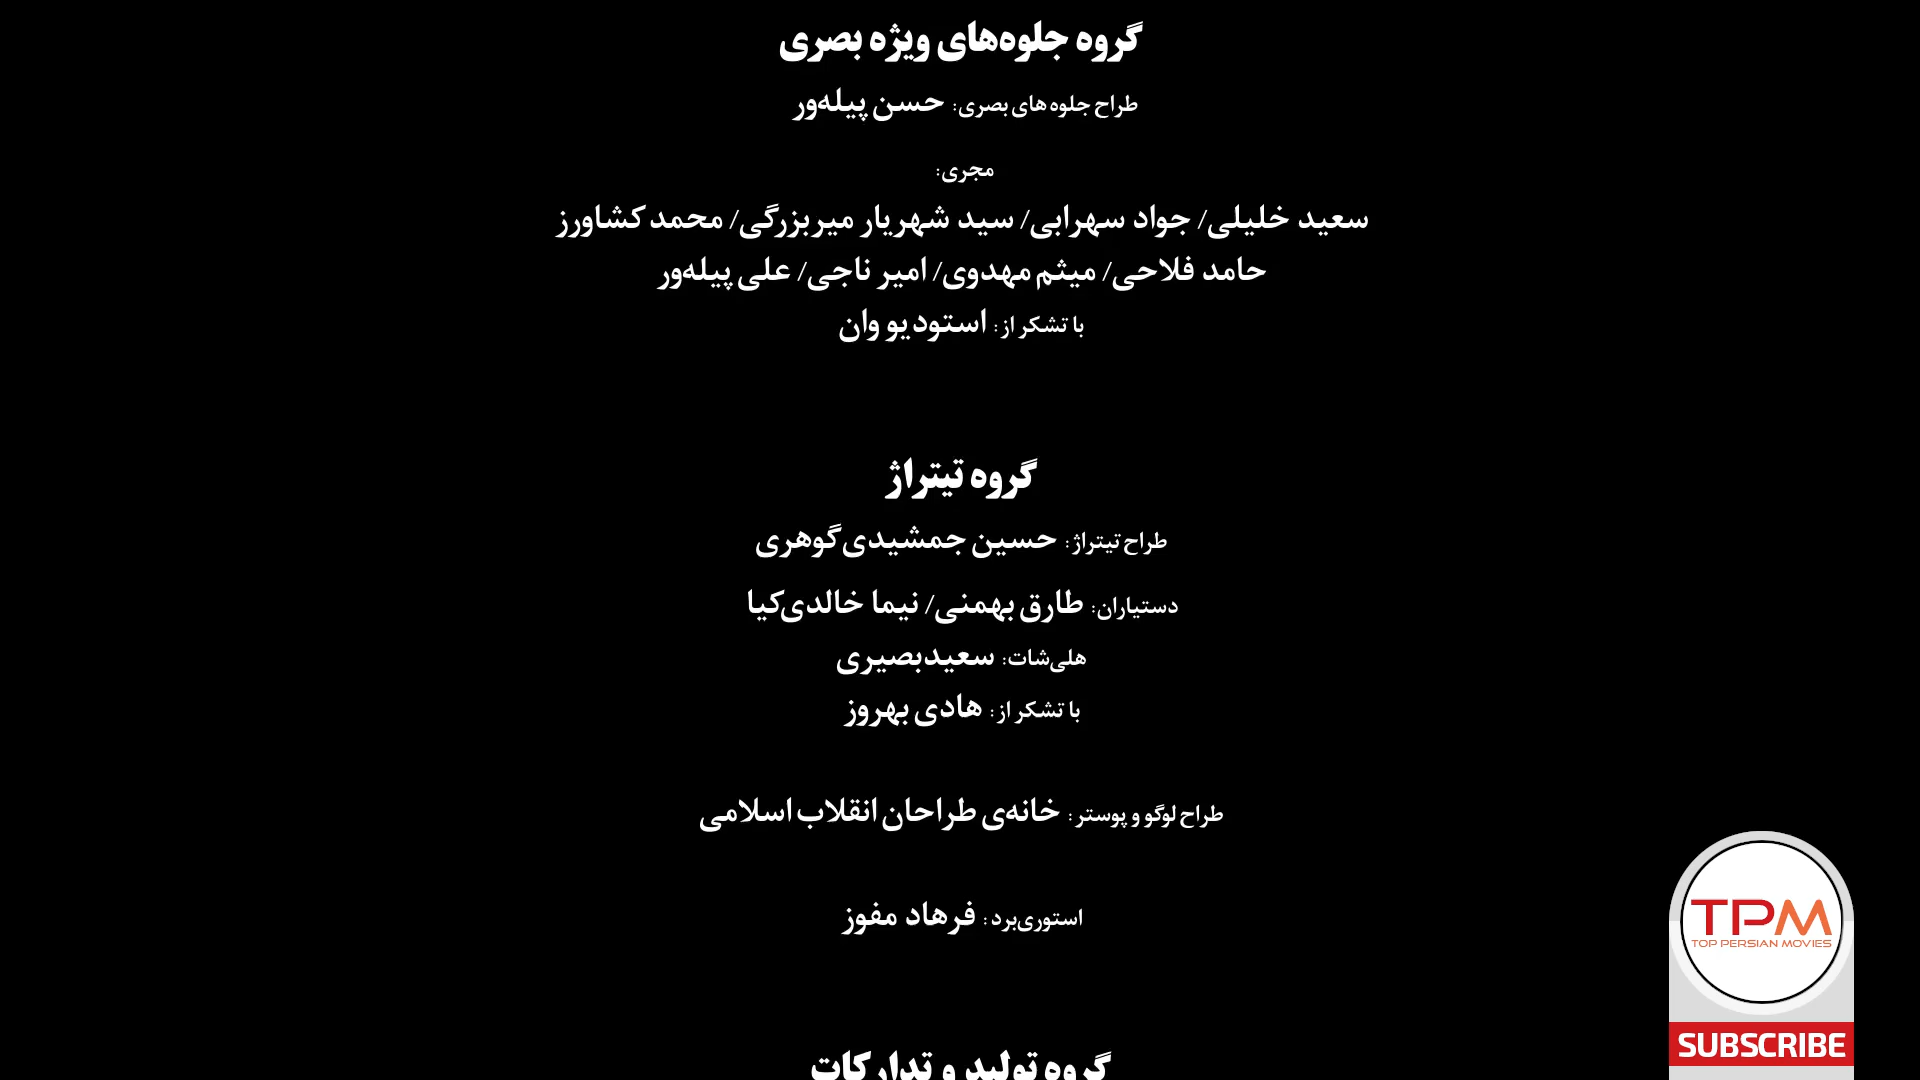 گروه جلوه‌های ویژه بصری
طراح جلوه های بصری: حسن پیله‌ور
مجری:
سعید خلیلی/ جواد سهرابی/ سید شهریار میربزرگی/ محمد کشاورز
حامد فلاحی/ میثم مهدوی/ امیر ناجی/ علی پیله‌ور
با تشکر از: استودیو وان
گروه تیتراژ
طراح تیتراژ: حسین جمشیدی‌گوهری
دستیاران: طارق بهمنی/ نیما خالدی‌کیا
هلی‌شات: سعیدبصیری
با تشکر از: هادی بهروز
طراح لوگو و پوستر: خانه‌ی طراحان انقلاب اسلامی
استوری‌برد: فرهاد مفوز
گروه تولید و تدارکات
TPM
TOP PERSIAN MOVIES
SUBSCRIBE